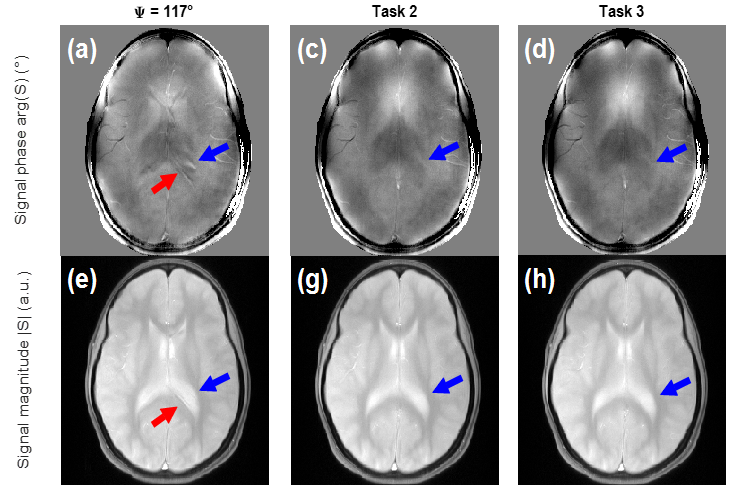 Ψ = 117°
Task 2
Task 3
Signal phase arg(S) (°)
(a)
(c)
(d)
Signal magnitude |S| (a.u.)
(e)
(g)
(h)